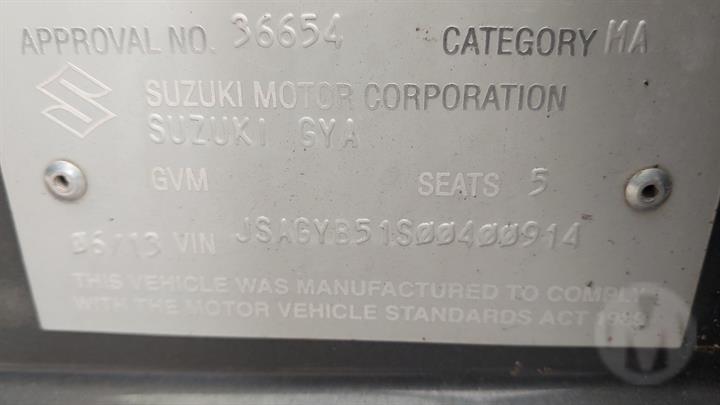 APPROVAL NO. 36654 CATEGORY MA
SUZUKI MOTOR CORPORATION
SUZUKI GYA
GVM SEATS 5
06/13 VIN JSAGYB51S00400914
THIS VEHICLE WAS MANUFACTURED TO COMPLY
WITH THE MOTOR VEHICLE STANDARDS ACT 1989
M